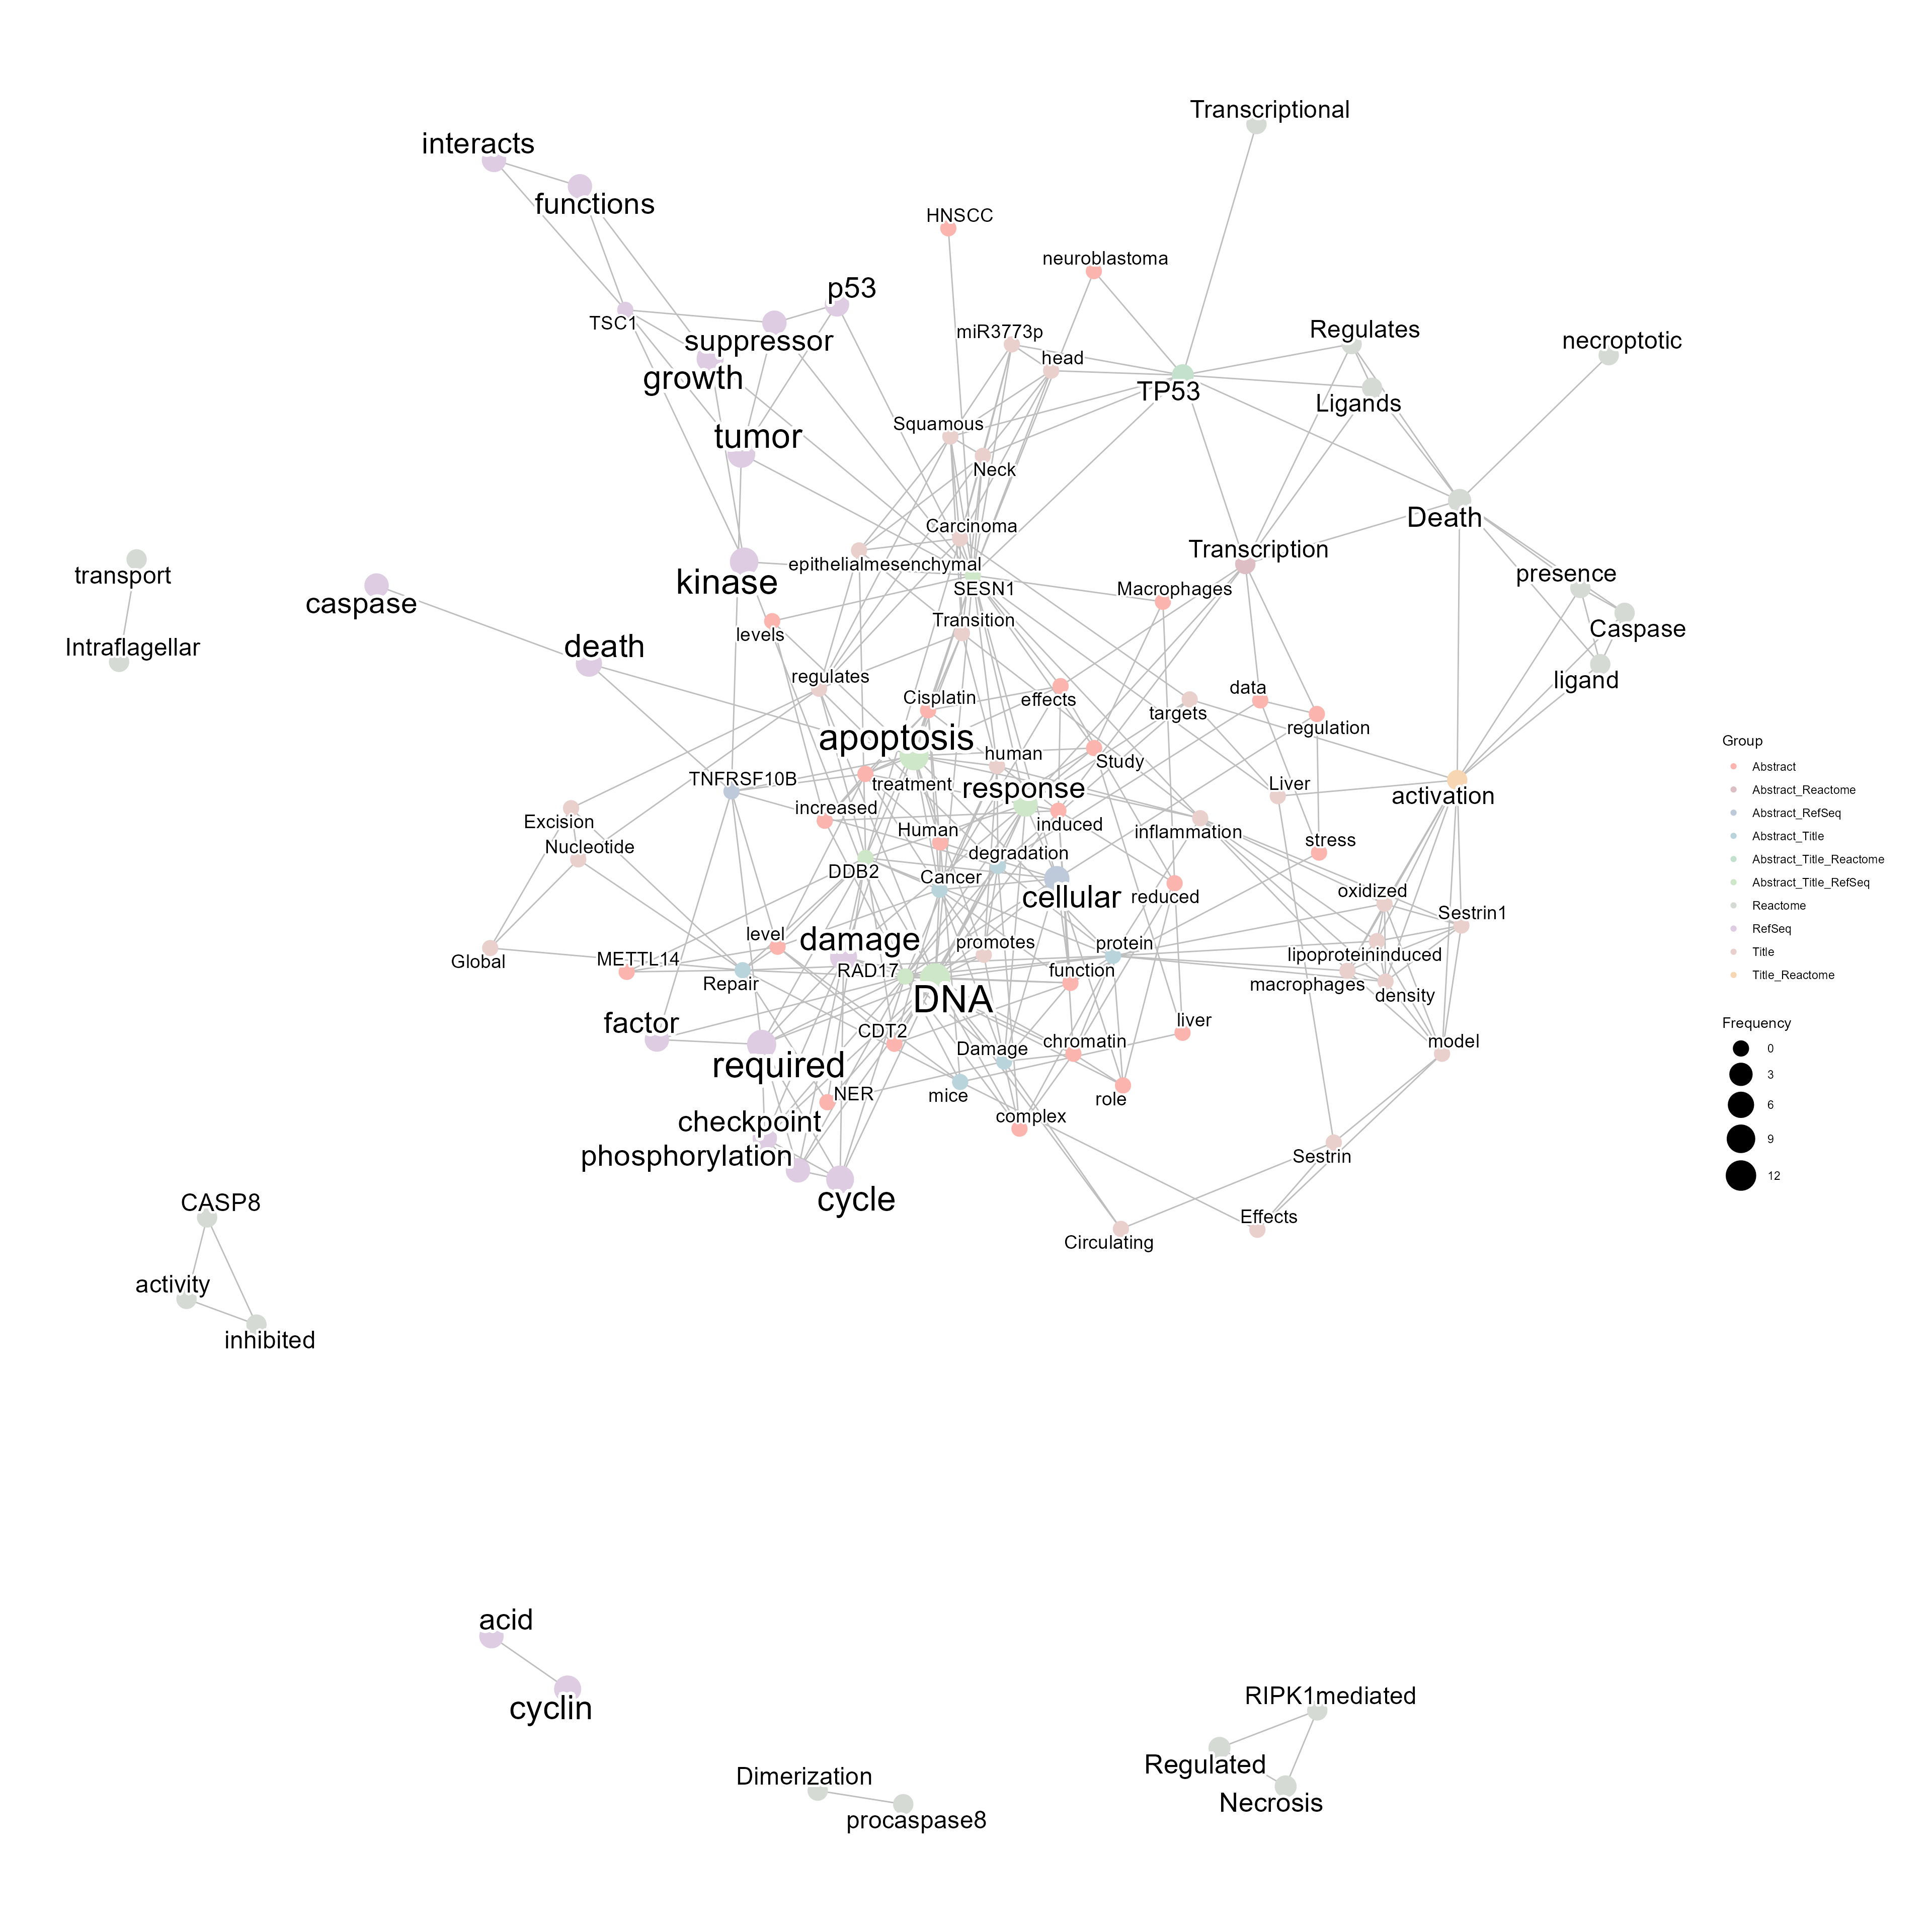 Transcriptional
interacts
functions
HNSCC
neuroblastoma
p53
TSC1
suppressor
miR3773p
Regulates
necroptotic
head
growth
TP53
Ligands
Squamous
tumor
Neck
Death
Carcinoma
Transcription
epithelialmesenchymal
transport
presence
kinase
SESN1
Macrophages
caspase
Transition
Caspase
levels
death
Intraflagellar
regulates
ligand
Cisplatin
effects
data
targets
regulation
apoptosis
human
Study
TNFRSF10B
treatment
response
Liver
activation
increased
Excision
induced
Human
inflammation
stress
Nucleotide
degradation
DDB2
Cancer
cellular
reduced
oxidized
Sestrin1
level
damage
promotes
protein
Global
METTL14
RAD17
function
lipoproteininduced
Repair
macrophages
density
DNA
factor
CDT2
liver
Damage
chromatin
model
required
NER
mice
role
checkpoint
complex
phosphorylation
Sestrin
cycle
CASP8
Effects
Circulating
activity
inhibited
acid
cyclin
RIPK1mediated
Regulated
Dimerization
Necrosis
procaspase8
Group
Abstract
Abstract_Reactome
Abstract_RefSeq
Abstract_Title
Abstract_Title_Reactome
Abstract_Title_RefSeq
Reactome
RefSeq
Title
Title_Reactome
Frequency
0
3
6
9
12